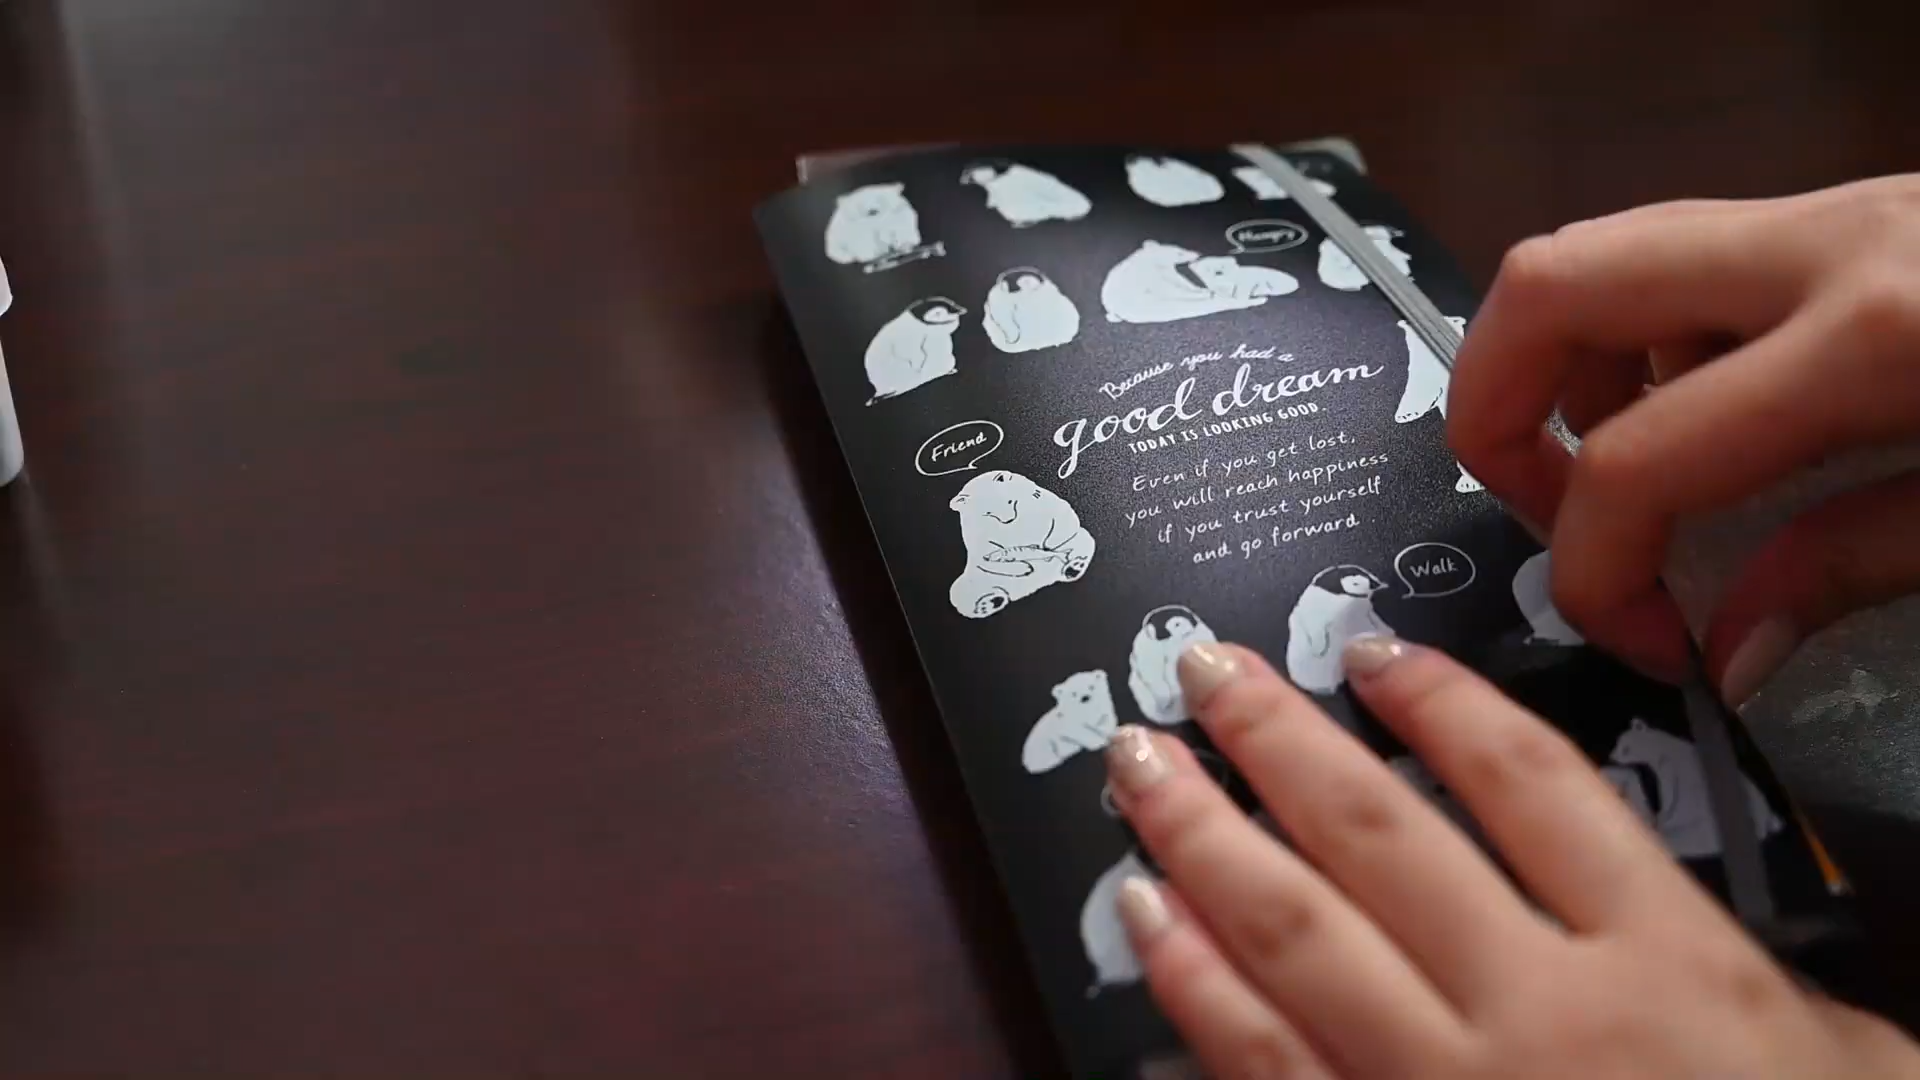 Hungry
Because you had a
good dream
TODAY IS LOOKING GOOD.
Friend
Even if you get lost,
you will reach happiness
if you trust yourself
and go forward.
Walk